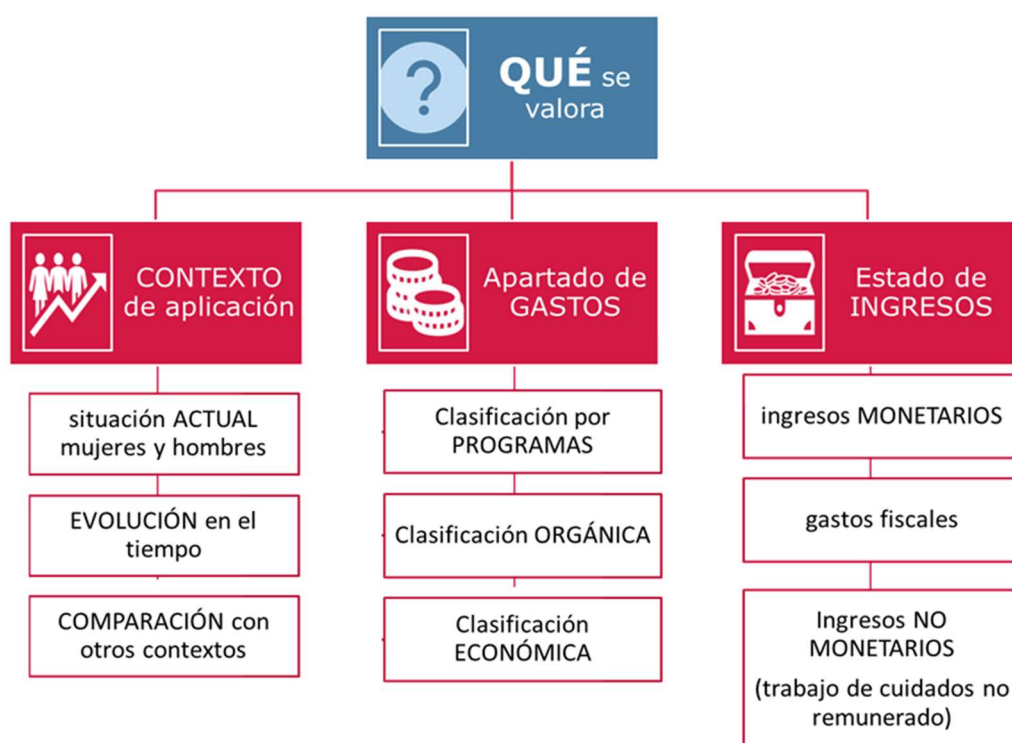 ?
QUÉ se
valora
CONTEXTO
de aplicación
situación ACTUAL
mujeres y hombres
EVOLUCIÓN en el
tiempo
COMPARACIÓN con
otros contextos
Apartado de
GASTOS
Clasificación por
PROGRAMAS
Clasificación ORGÁNICA
Clasificación
ECONÓMICA
Estado de
INGRESOS
ingresos MONETARIOS
gastos fiscales
Ingresos NO
MONETARIOS
(trabajo de cuidados no
remunerado)